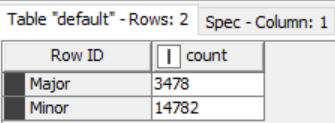 Table "default" - Rows: 2 Spec - Column: 1
Row ID I count
Major 3478
Minor 14782